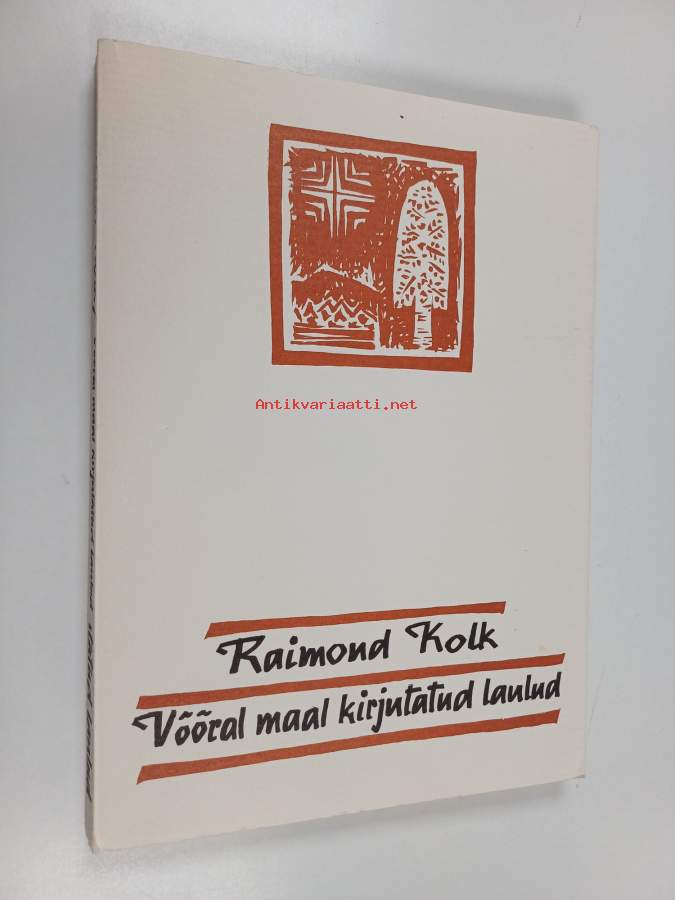 Antikvariaatti.net
Raimond Kolk
Võõral maal kirjutatud laulud